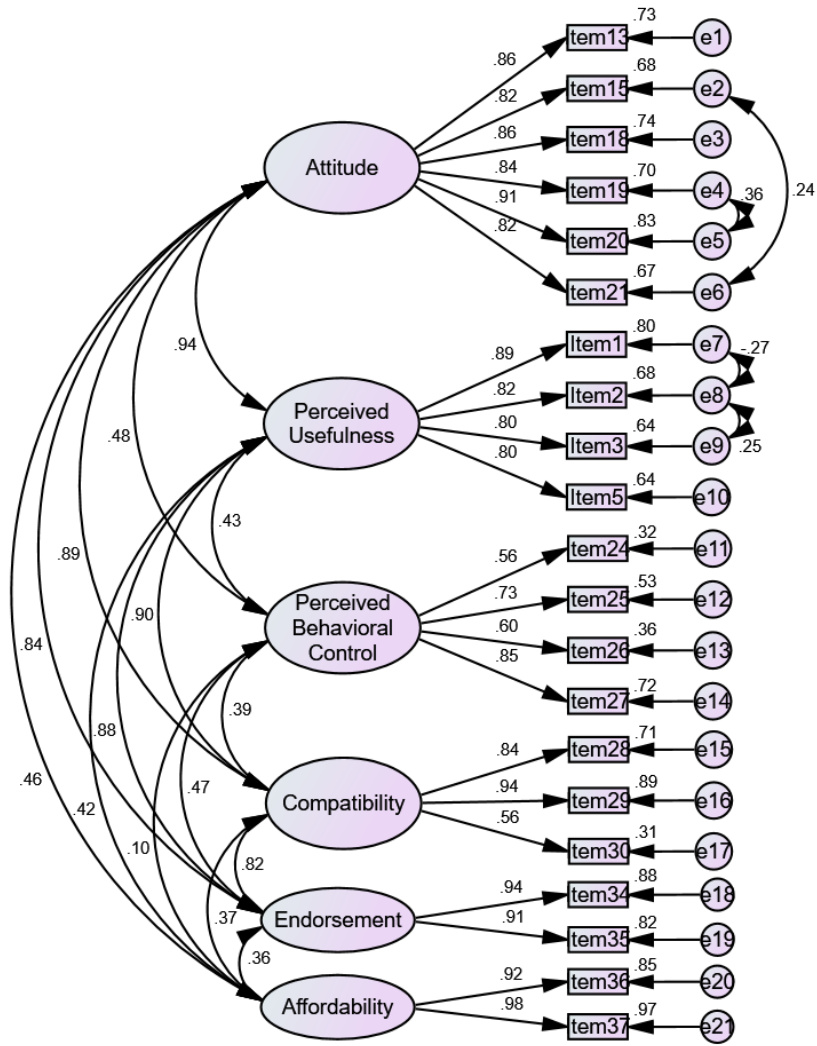 .73
.86
tem13
e1
.68
.82
tem15
e2
.74
.86
tem18
e3
Attitude
.84
.70
tem19
e4
.36
.24
.91
.83
tem20
e5
.82
.67
tem21
e6
.94
.80
.89
Item1
e7
-.27
.68
.82
Item2
e8
Perceived
Usefulness
.80
.64
Item3
e9
.25
.80
.64
Item5
e10
.48
.43
.32
.56
tem24
e11
.89
.53
.73
tem25
e12
.90
Perceived
Behavioral
Control
.60
.36
tem26
e13
.84
.85
.72
tem27
e14
.39
.88
.71
.84
tem28
e15
.46
.47
Compatibility
.94
.89
tem29
e16
.42
.56
.31
tem30
e17
.10
.82
.88
.94
tem34
e18
.37
Endorsement
.91
.82
tem35
e19
.36
.92
.85
tem36
e20
Affordability
.98
.97
tem37
e21